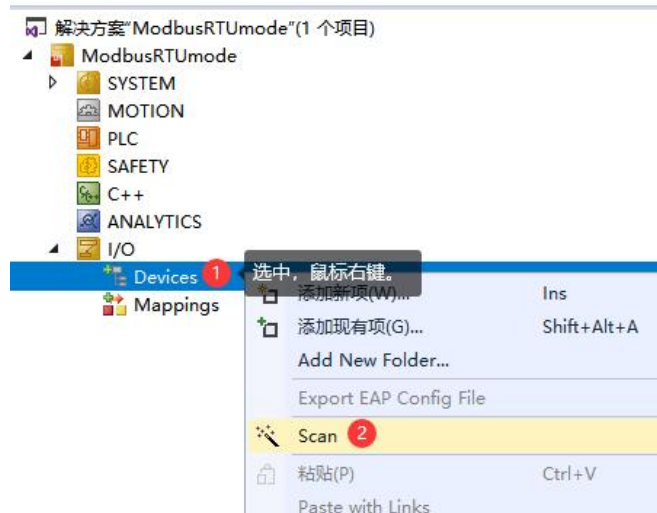 解决方案"ModbusRTUmode"(1 个项目)
ModbusRTUmode
SYSTEM
MOTION
PLC
SAFETY
C++
ANALYTICS
I/O
Devices 1 选中，鼠标右键。
添加新项(W)... Ins
Mappings
添加现有项(G)... Shift+Alt+A
Add New Folder...
Export EAP Config File
Scan 2
粘贴(P) Ctrl+V
Paste with Links